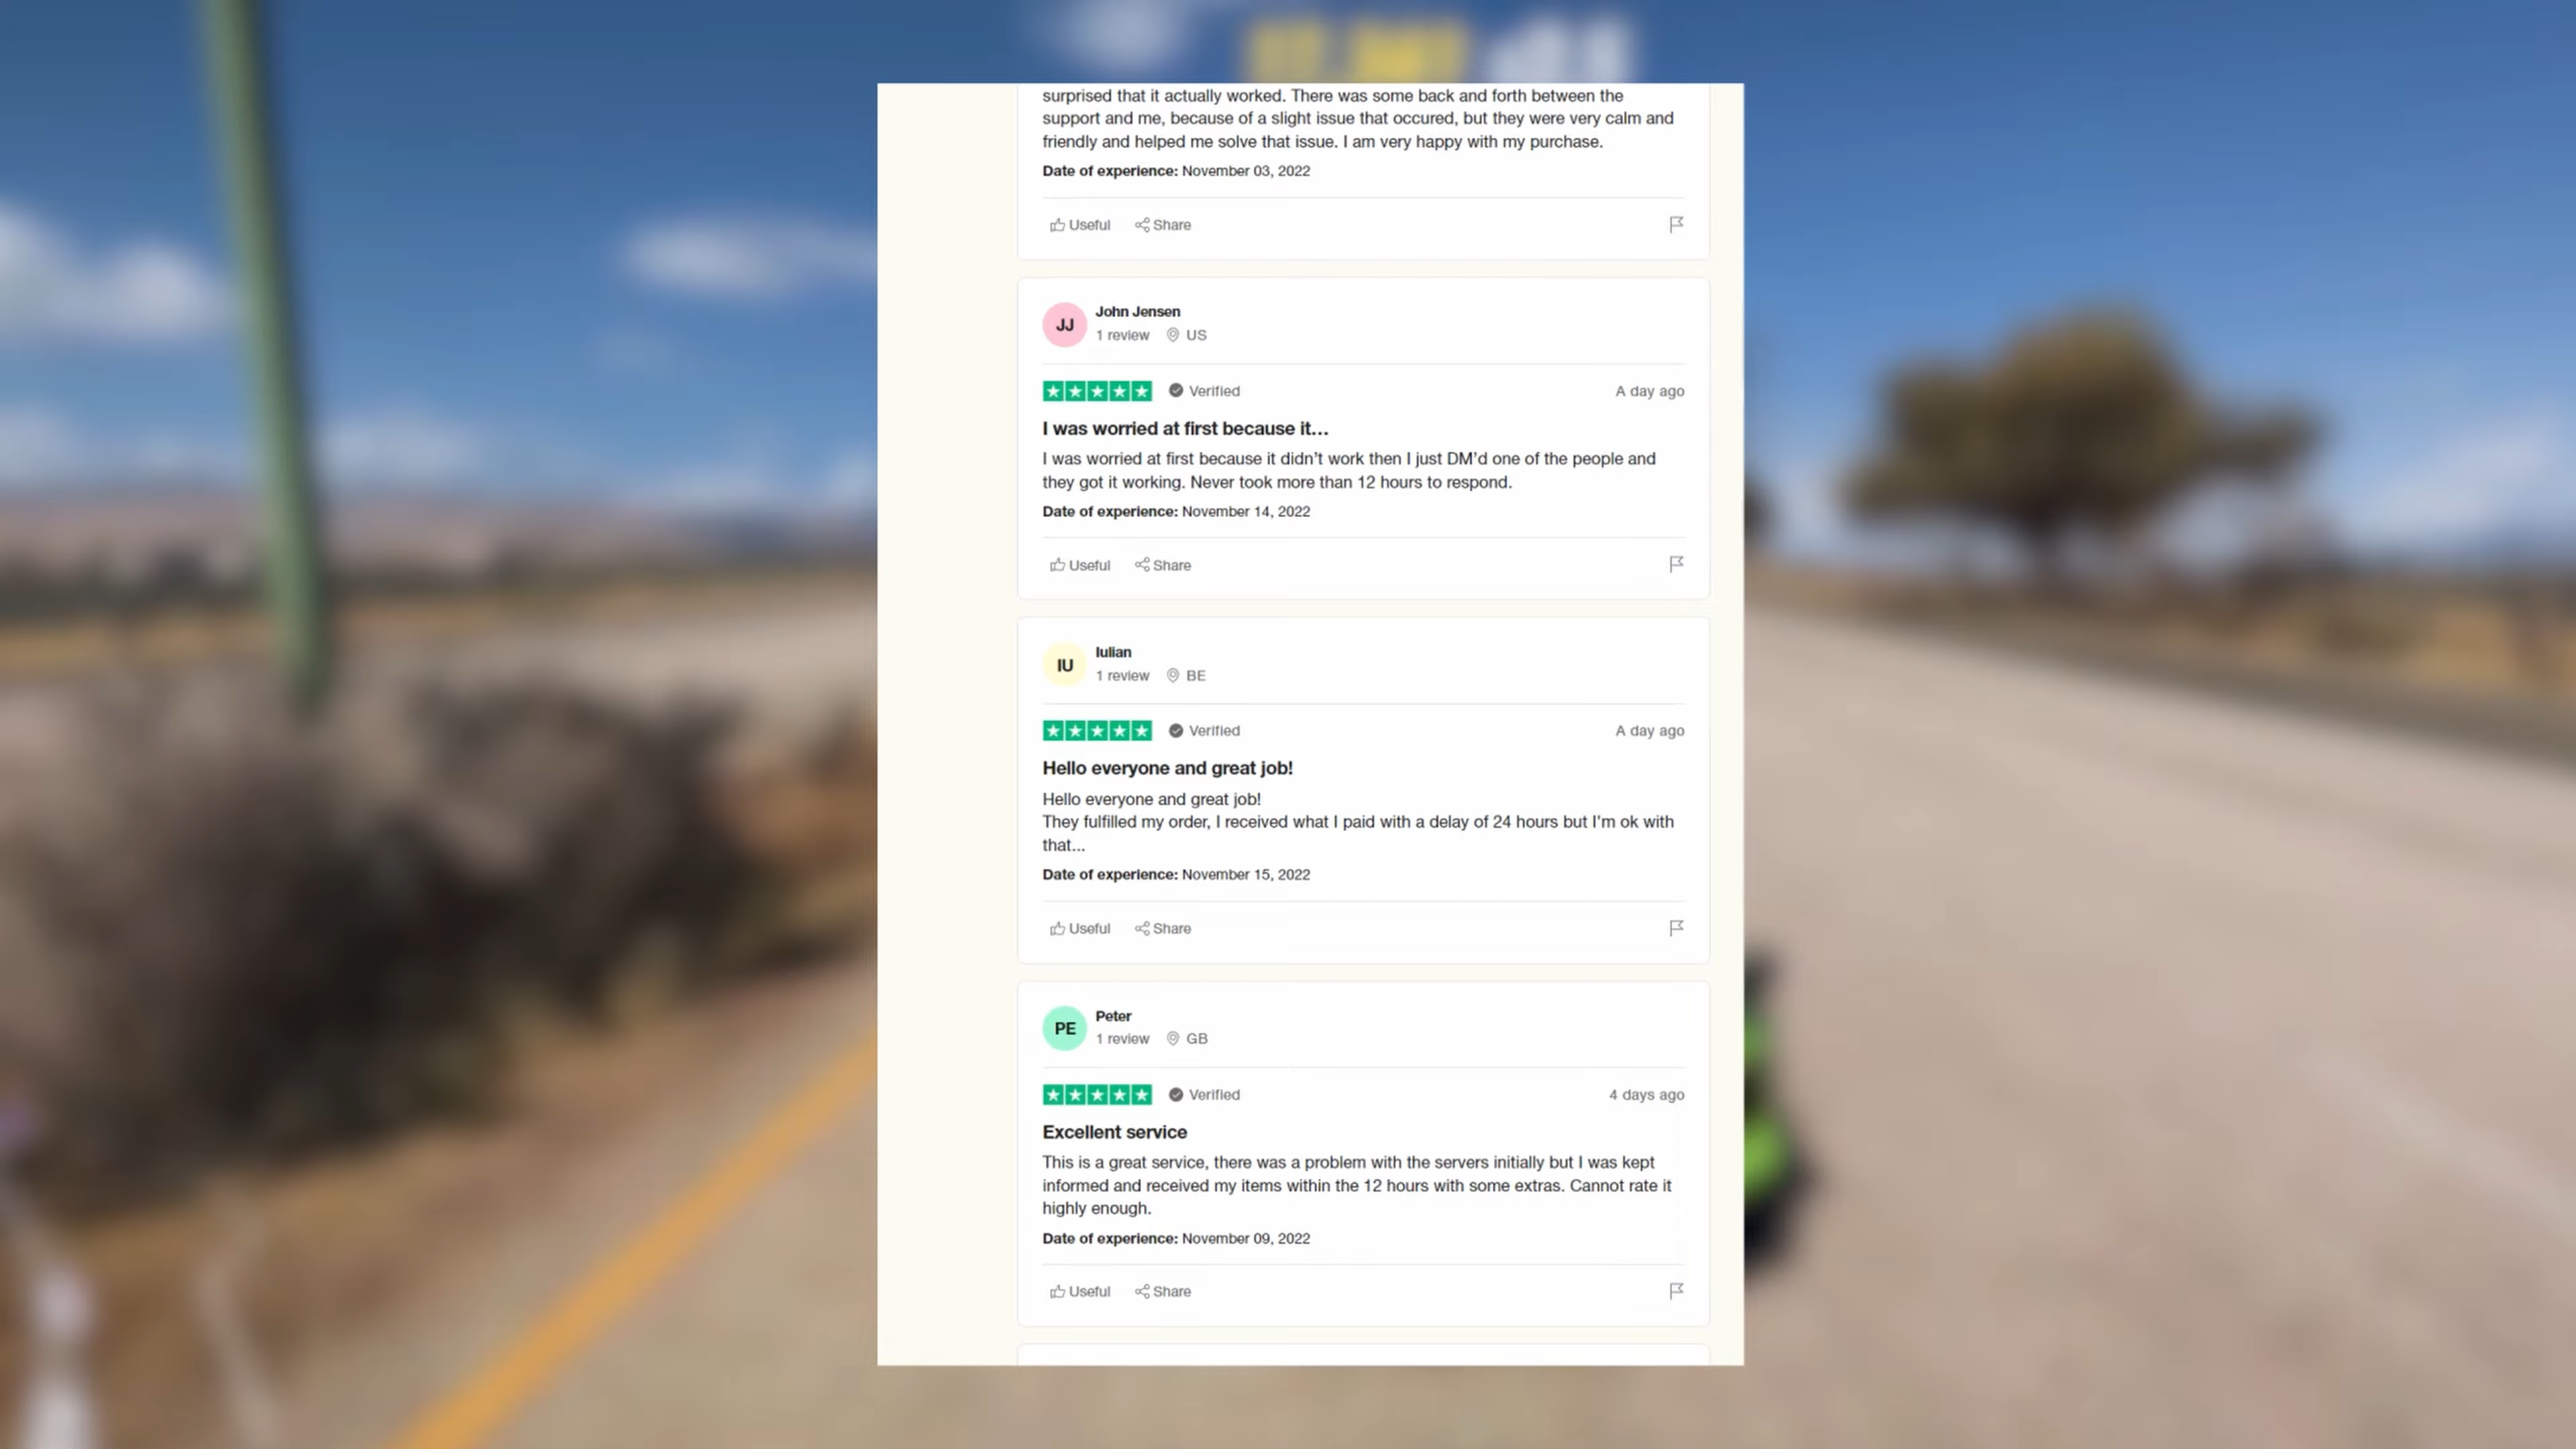 surprised that it actually worked. There was some back and forth between the
support and me, because of a slight issue that occured, but they were very calm and
friendly and helped me solve that issue. I am very happy with my purchase.
Date of experience: November 03, 2022
Useful Share
JJ
John Jensen
1 review US
Verified A day ago
I was worried at first because it...
I was worried at first because it didn't work then I just DM'd one of the people and
they got it working. Never took more than 12 hours to respond.
Date of experience: November 14, 2022
Useful Share
IU
Iulian
1 review BE
Verified A day ago
Hello everyone and great job!
Hello everyone and great job!
They fulfilled my order, I received what I paid with a delay of 24 hours but I'm ok with
that...
Date of experience: November 15, 2022
Useful Share
PE
Peter
1 review GB
Verified 4 days ago
Excellent service
This is a great service, there was a problem with the servers initially but I was kept
informed and received my items within the 12 hours with some extras. Cannot rate it
highly enough.
Date of experience: November 09, 2022
Useful Share